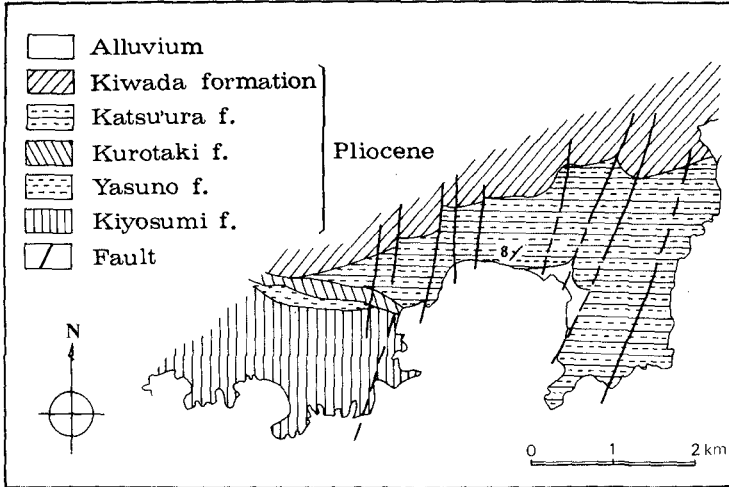 Alluvium
Kiwada formation
Katsu'ura f.
Kurotaki f.
Yasuno f.
Kiyosumi f.
Fault
Pliocene
N
8
0 1 2 km